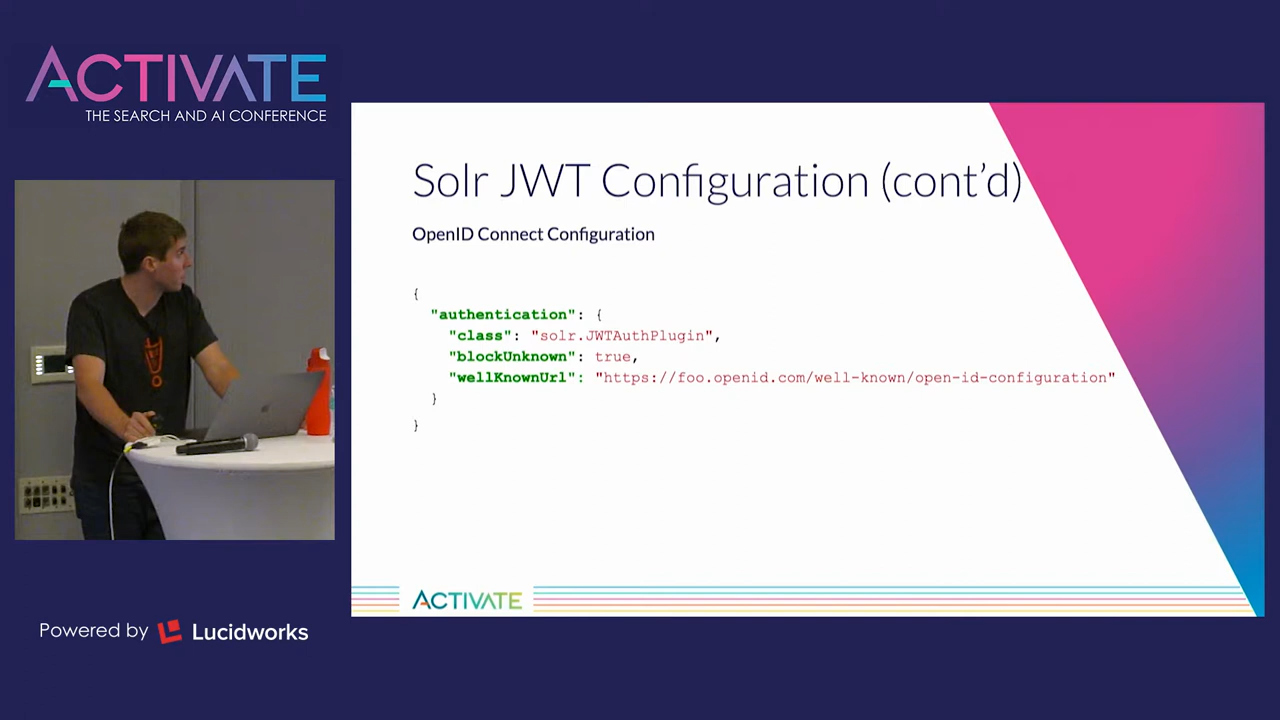 ACTIVATE
THE SEARCH AND AI CONFERENCE
Solr JWT Configuration (cont’d)
OpenID Connect Configuration
{
"authentication": {
"class": "solr.JWTAuthPlugin",
"blockUnknown": true,
"wellKnownUrl": "https://foo.openid.com/well-known/open-id-configuration"
}
}
ACTIVATE
Powered by Lucidworks